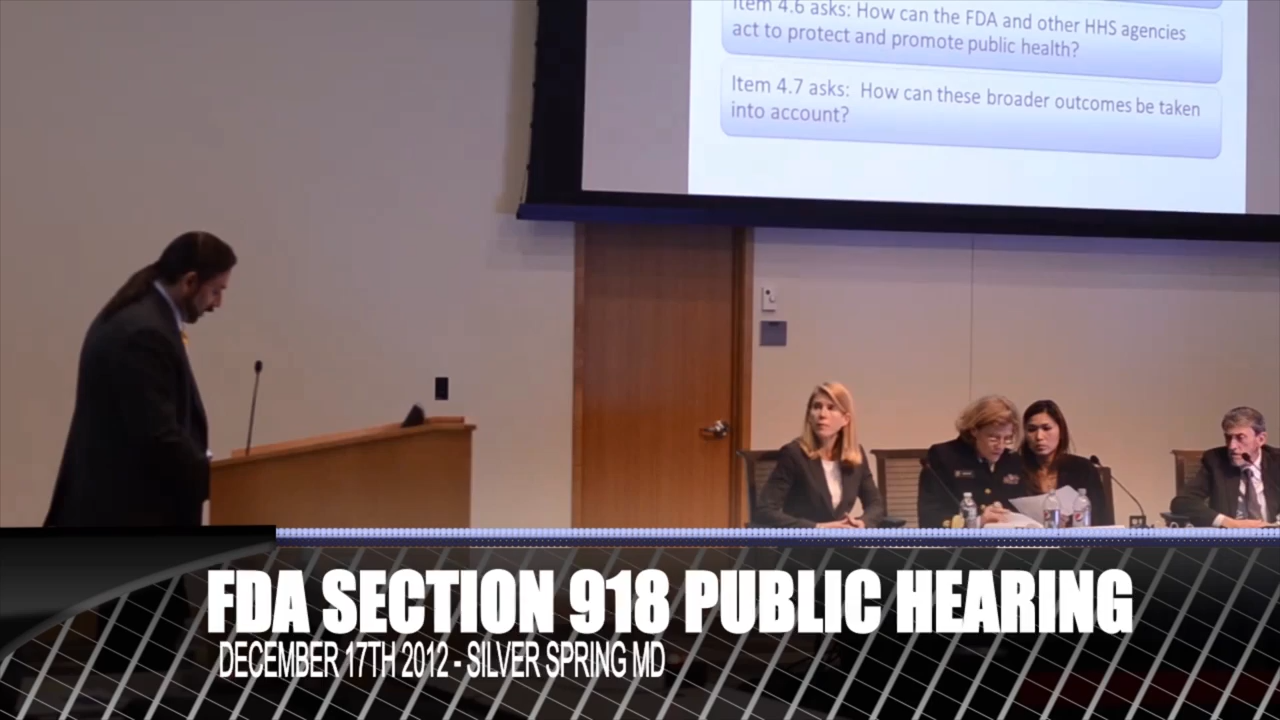 Item 4.6 asks: How can the FDA and other HHS agencies
act to protect and promote public health?
Item 4.7 asks: How can these broader outcomes be taken
into account?
FDA SECTION 918 PUBLIC HEARING
DECEMBER 17TH 2012 - SILVER SPRING MD